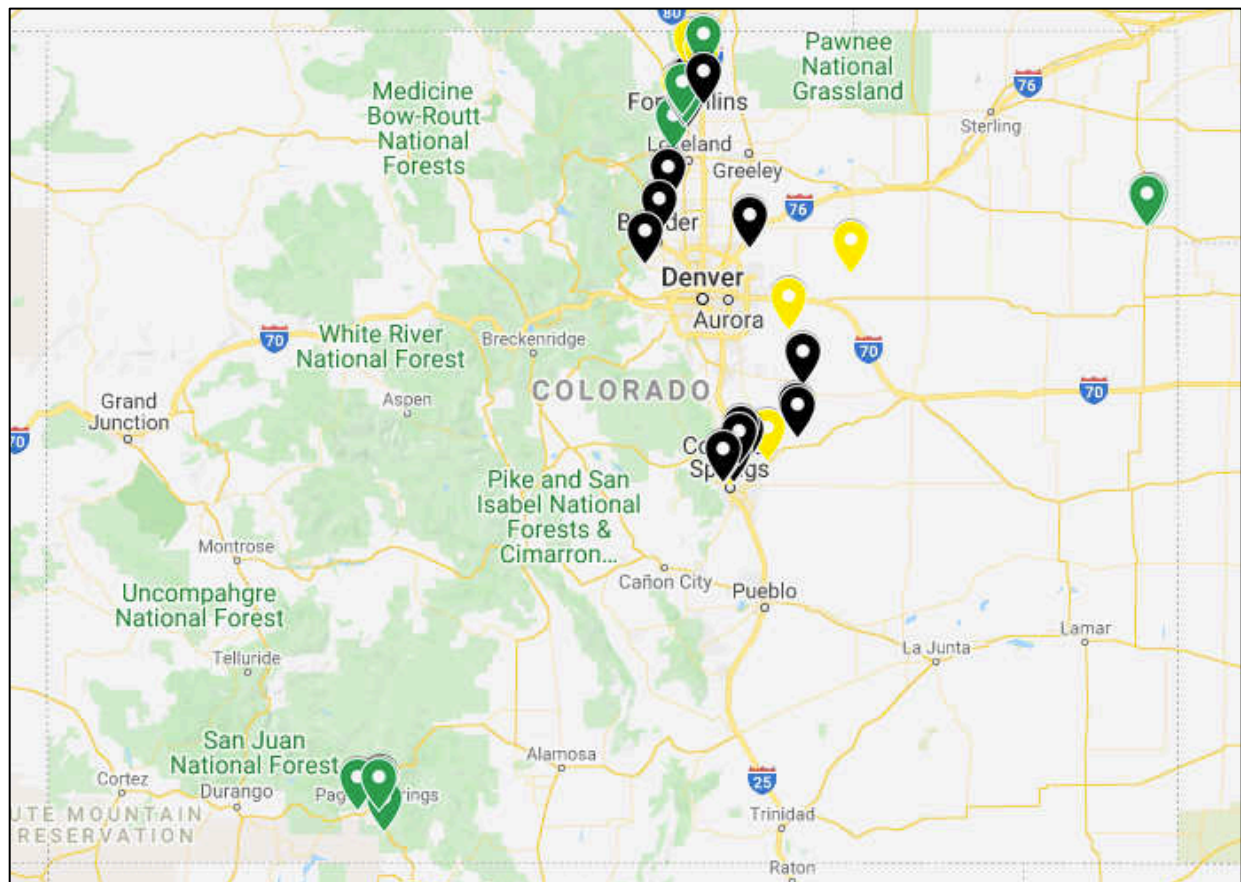 80
Pawnee
National
Grassland
76
Medicine
Bow-Routt
National
Forests
Sterling
Greeley
76
Denver
Aurora
White River
National Forest
70
Breckenridge
70
COLORADO
70
Aspen
Grand
Junction
70
Springs
Pike and San
Isabel National
Forests &
Cimarron...
Montrose
Cañon City
Uncompahgre
National Forest
Pueblo
Lamar
La Junta
Telluride
San Juan
National Forest
Alamosa
25
Cortez
Durango
UTE MOUNTAIN
RESERVATION
Trinidad
Raton